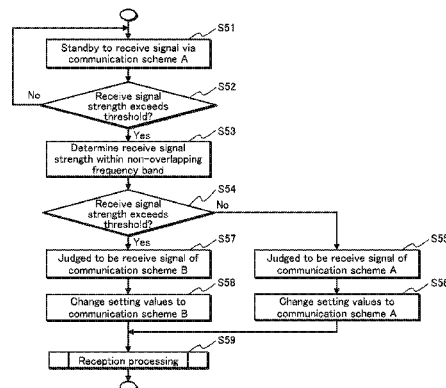 S51
Standby to receive signal via
communication scheme A
S52
No
Receive signal
strength exceeds
threshold?
Yes
S53
Determine receive signal
strength within non-overlapping
frequency band
S54
Receive signal
strength exceeds
threshold?
No
Yes
S57
Judged to be receive signal of
communication scheme B
S55
Judged to be receive signal of
communication scheme A
S58
Change setting values to
communication scheme B
S56
Change setting values to
communication scheme A
S59
Reception processing